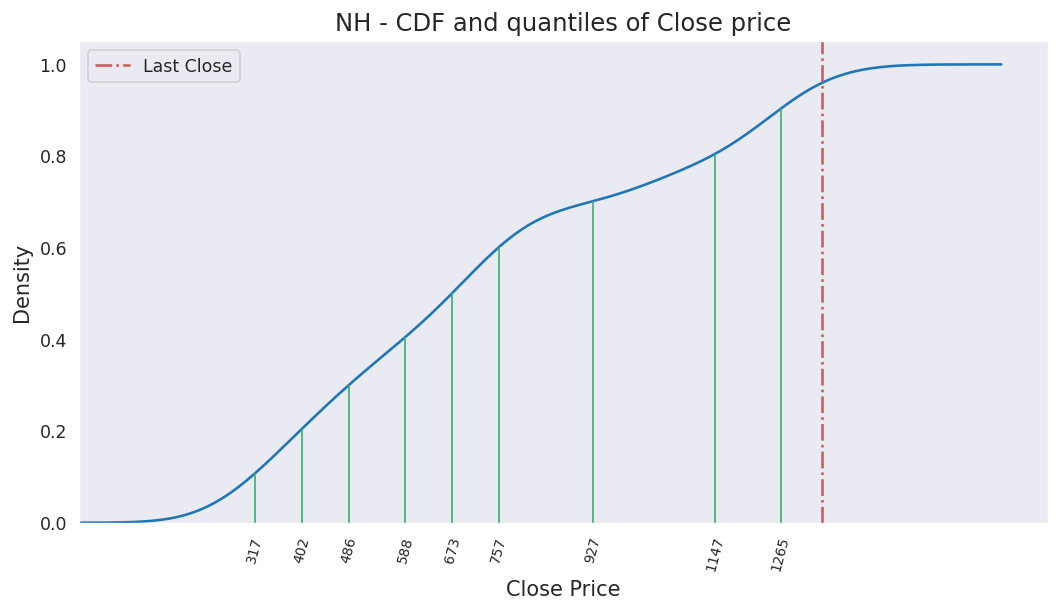 NH - CDF and quantiles of Close price
Last Close
Density
1.0
0.8
0.6
0.4
0.2
0.0
317 402 486 588 673 757 927 1147 1265
Close Price